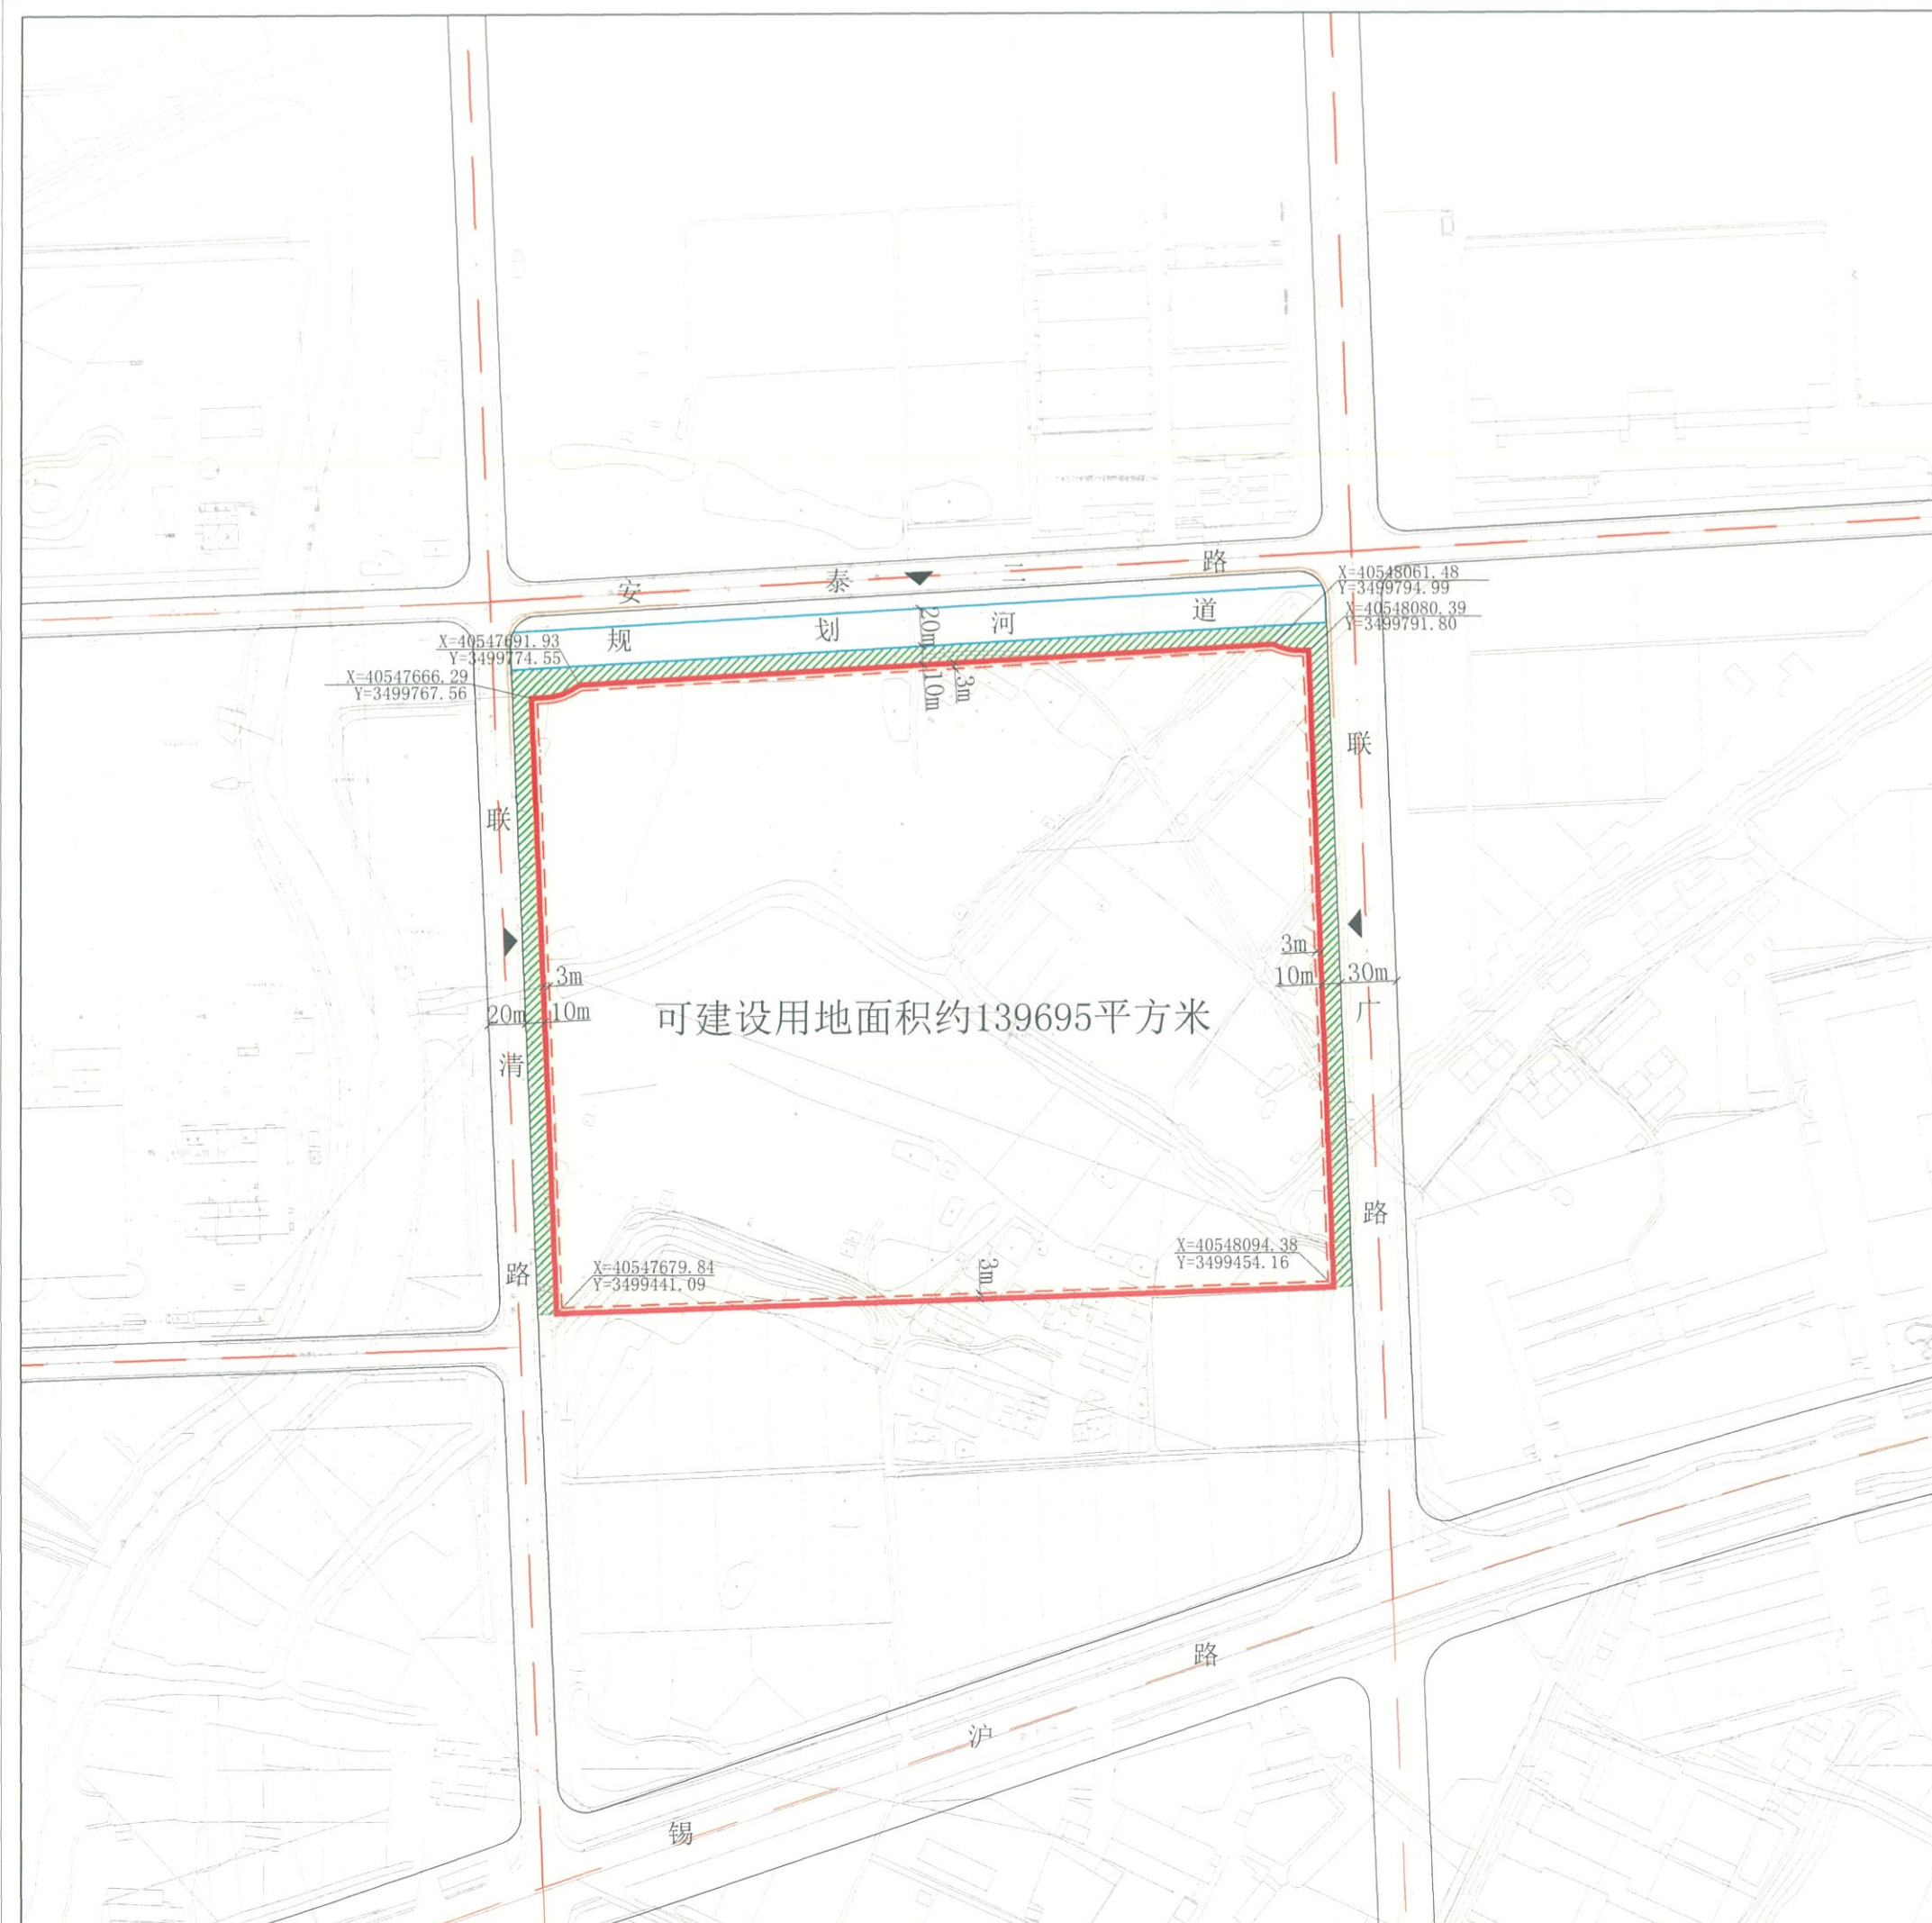 安泰二路
X=40548061.48
Y=3499794.99
规划河道
X=40548080.39
Y=3499791.80
X=40547691.93
Y=3499774.55
X=40547666.29
Y=3499767.56
20m
10m
3m
联清路
联广路
3m
20m
10m
3m
10m
30m
可建设用地面积约139695平方米
X=40547679.84
Y=3499441.09
X=40548094.38
Y=3499454.16
3m
锡沪路